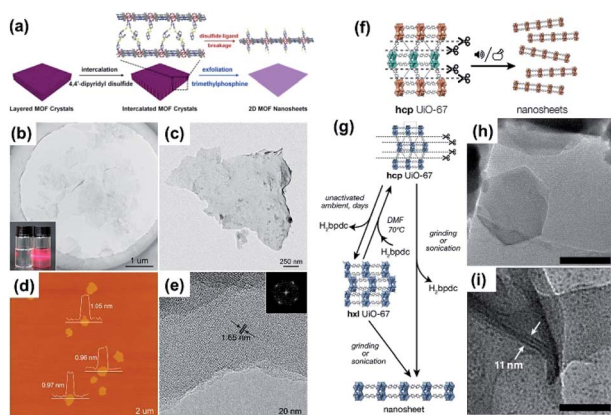 (a)
disulfide ligand
breakage
intercalation
4,4'-dipyridyl disulfide
exfoliation
trimethylphosphine
Layered MOF Crystals
Intercalated MOF Crystals
2D MOF Nanosheets
(b)
1 um
(c)
250 nm
(d)
1.05 nm
0.96 nm
0.97 nm
2 um
(e)
1.65 nm
20 nm
(f)
hcp UiO-67
nanosheets
(g)
hcp UiO-67
unactivated
ambient, days
H2bpdc
DMF
70°C
H2bpdc
grinding
or
sonication
H2bpdc
hxl UiO-67
grinding
or
sonication
nanosheet
(h)
(i)
11 nm